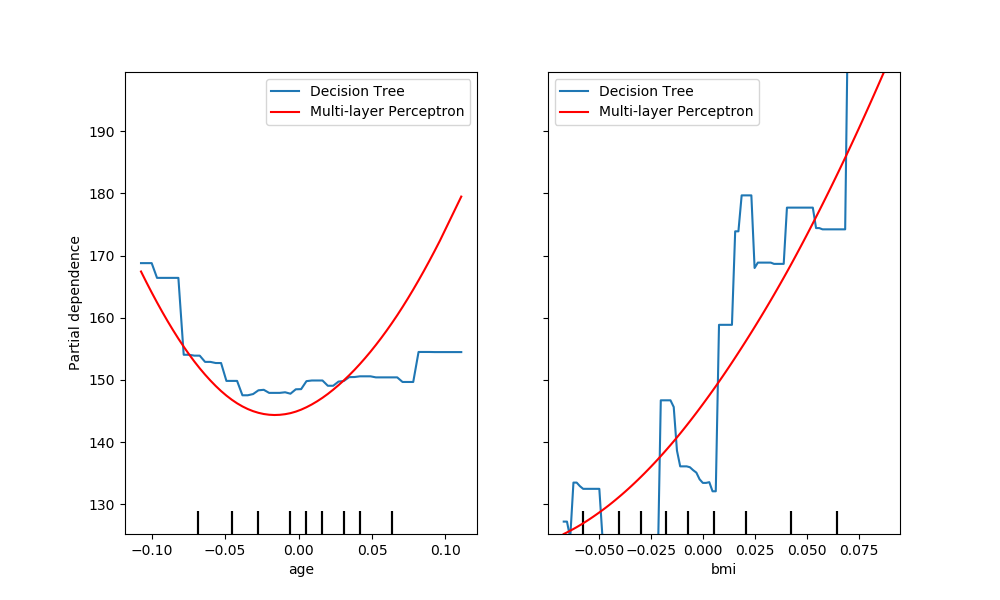 Decision Tree
Multi-layer Perceptron
190
180
170
160
150
140
130
Partial dependence
−0.10
−0.05
0.00
0.05
0.10
age
Decision Tree
Multi-layer Perceptron
−0.050
−0.025
0.000
0.025
0.050
0.075
bmi